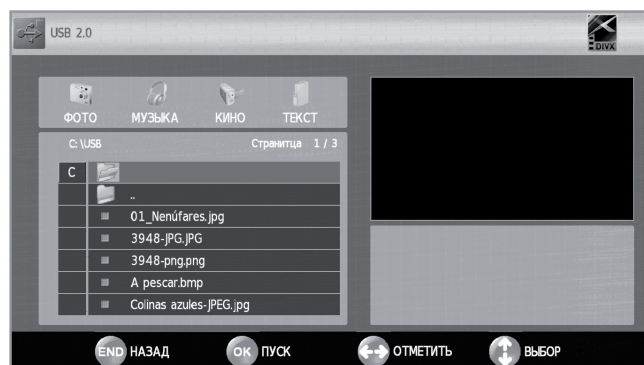 USB 2.0
DIVX
ФОТО МУЗЫКА КИНО ТЕКСТ
C: \USB Странитца 1 / 3
C
..
01_Nenúfares.jpg
3948-JPG.JPG
3948-png.png
A pescar.bmp
Colinas azules-JPEG.jpg
END НАЗАД OK ПУСК ОТМЕТИТЬ ВЫБОР